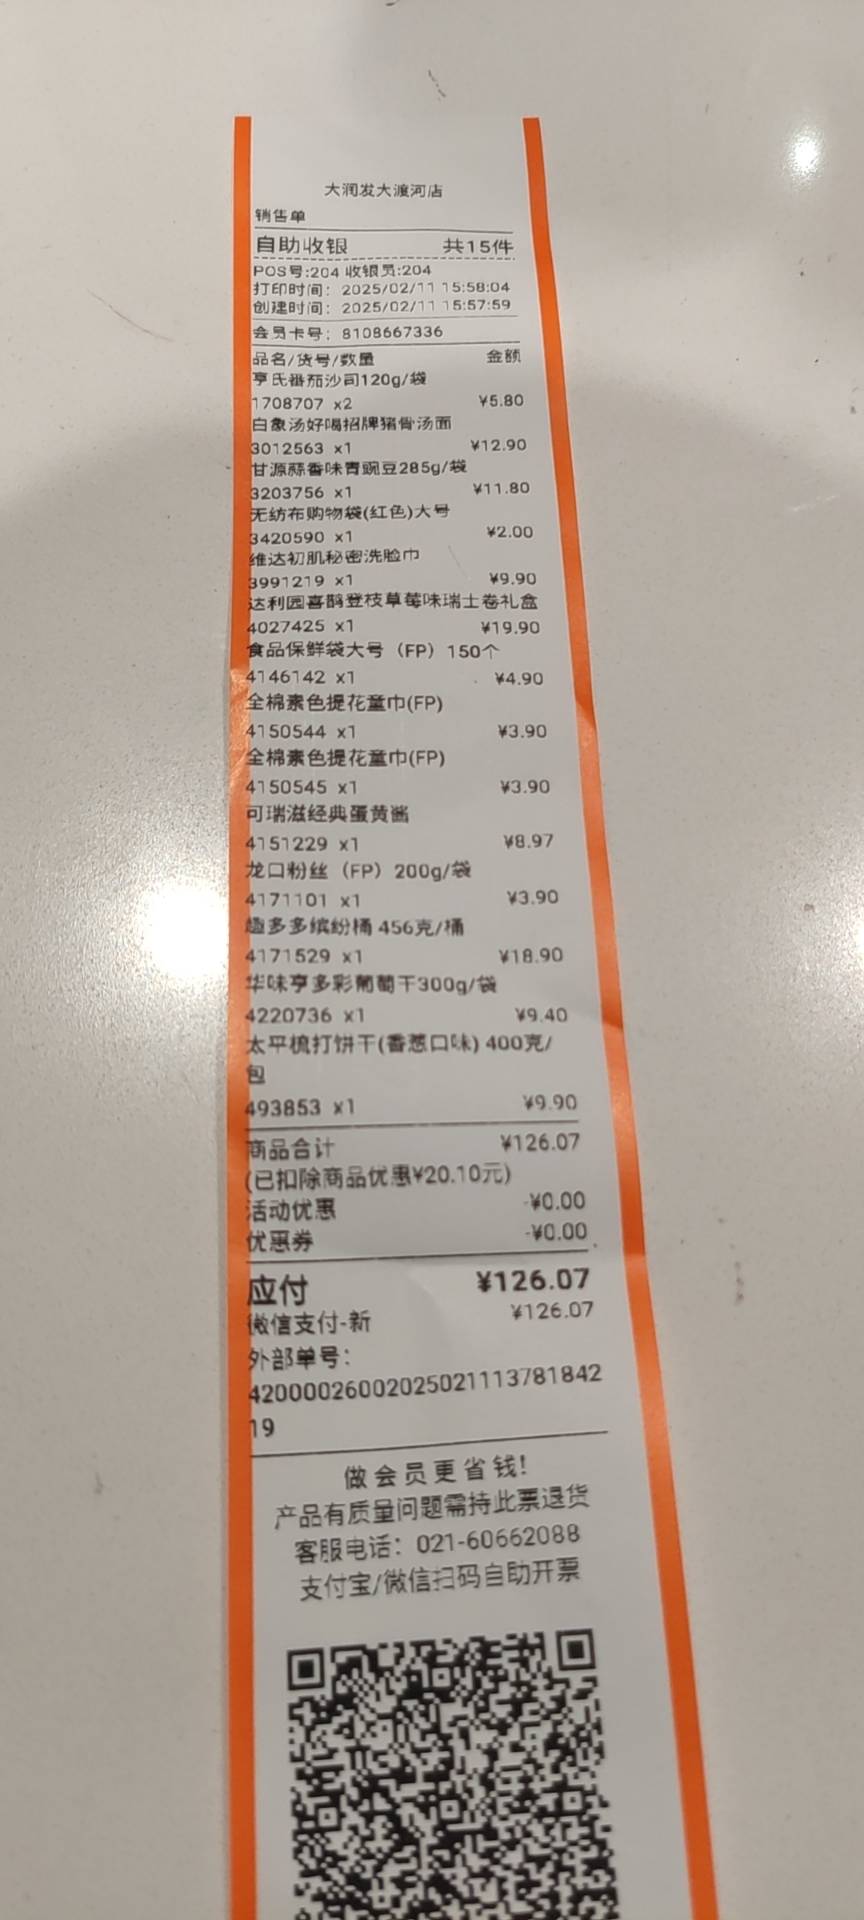 大润发大渡河店
销售单
自助收银 共15件
POS号:204 收银员:204
打印时间: 2025/02/11 15:58:04
创建时间: 2025/02/11 15:57:59
会员卡号: 8108667336
品名/货号/数量 金额
亨氏番茄沙司120g/袋
1708707 x2 ¥5.80
白象汤好喝招牌猪骨汤面
3012563 x1 ¥12.90
甘源蒜香味青豌豆285g/袋
3203756 x1 ¥11.80
无纺布购物袋(红色)大号
3420590 x1 ¥2.00
维达初肌秘密洗脸巾
3991219 x1 ¥9.90
达利园喜鹊登枝草莓味瑞士卷礼盒
4027425 x1 ¥19.90
食品保鲜袋大号（FP）150个
4146142 x1 ¥4.90
全棉素色提花童巾(FP)
4150544 x1 ¥3.90
全棉素色提花童巾(FP)
4150545 x1 ¥3.90
可瑞滋经典蛋黄酱
4151229 x1 ¥8.97
龙口粉丝（FP）200g/袋
4171101 x1 ¥3.90
趣多多缤纷桶 456克/桶
4171529 x1 ¥18.90
华味亨多彩葡萄干300g/袋
4220736 x1 ¥9.40
太平梳打饼干(香葱口味) 400克/
包
493853 x1 ¥9.90
商品合计 ¥126.07
(已扣除商品优惠¥20.10元)
活动优惠 -¥0.00
优惠券 -¥0.00
应付 ¥126.07
微信支付-新 ¥126.07
外部单号:
42000026002025021113781842
19
做会员更省钱!
产品有质量问题需持此票退货
客服电话: 021-60662088
支付宝/微信扫码自助开票